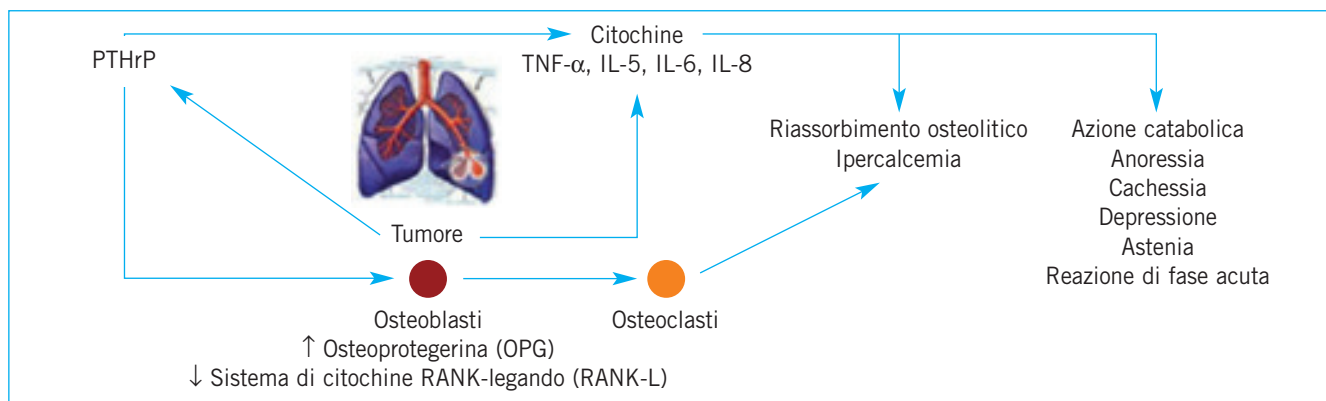 PTHrP
Citochine
TNF-α, IL-5, IL-6, IL-8
Riassorbimento osteolitico
Ipercalcemia
Azione catabolica
Anoressia
Cachessia
Depressione
Astenia
Reazione di fase acuta
Tumore
Osteoblasti
↑ Osteoprotegerina (OPG)
↓ Sistema di citochine RANK-legando (RANK-L)
Osteoclasti